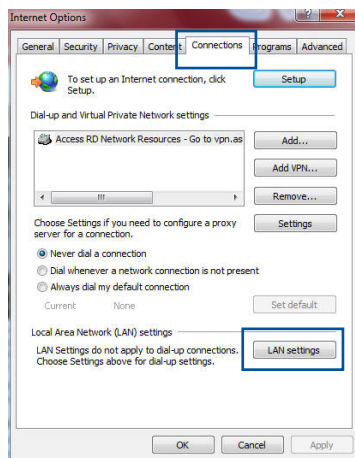 Internet Options
General Security Privacy Content Connections Programs Advanced
To set up an Internet connection, click
Setup.
Setup
Dial-up and Virtual Private Network settings
Access RD Network Resources - Go to vpn.as
Add...
Add VPN...
Remove...
Choose Settings if you need to configure a proxy
server for a connection.
Settings
Never dial a connection
Dial whenever a network connection is not present
Always dial my default connection
Current None
Set default
Local Area Network (LAN) settings
LAN Settings do not apply to dial-up connections.
Choose Settings above for dial-up settings.
LAN settings
OK Cancel Apply